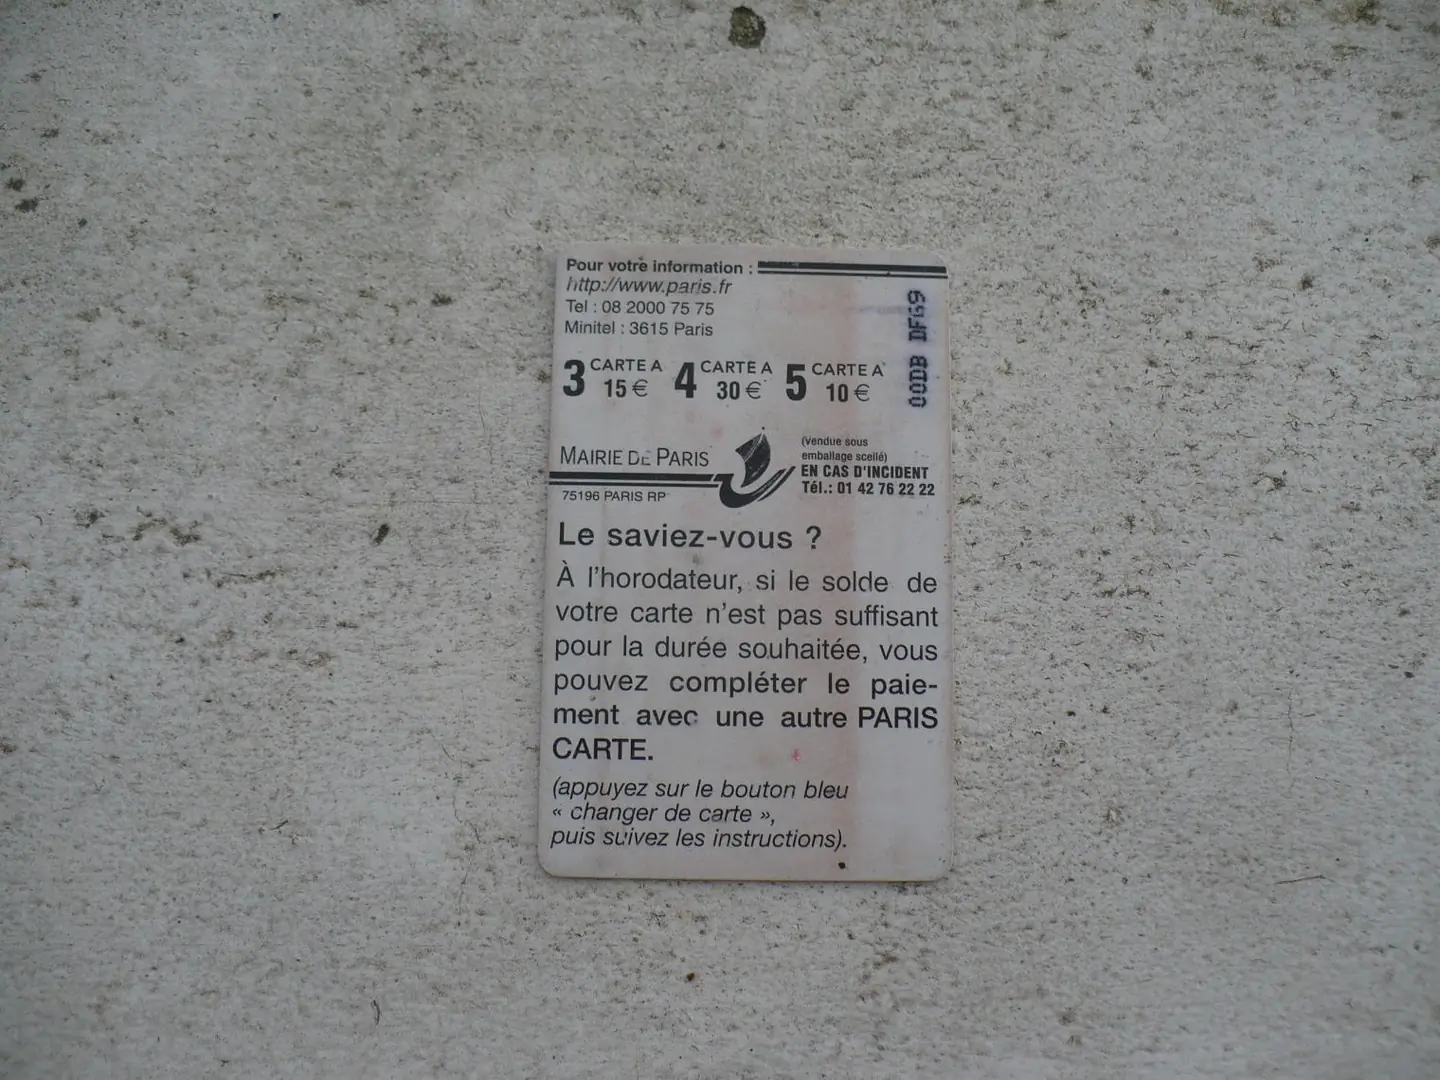 Pour votre information :
http://www.paris.fr
Tel : 08 2000 75 75
Minitel : 3615 Paris
00DB DF69
3 CARTE A 15 € 4 CARTE A 30 € 5 CARTE A 10 €
MAIRIE DE PARIS
75196 PARIS RP
(Vendue sous
emballage scellé)
EN CAS D'INCIDENT
Tél.: 01 42 76 22 22
Le saviez-vous ?
À l'horodateur, si le solde de
votre carte n'est pas suffisant
pour la durée souhaitée, vous
pouvez compléter le paie-
ment avec une autre PARIS
CARTE.
(appuyez sur le bouton bleu
« changer de carte »,
puis suivez les instructions).